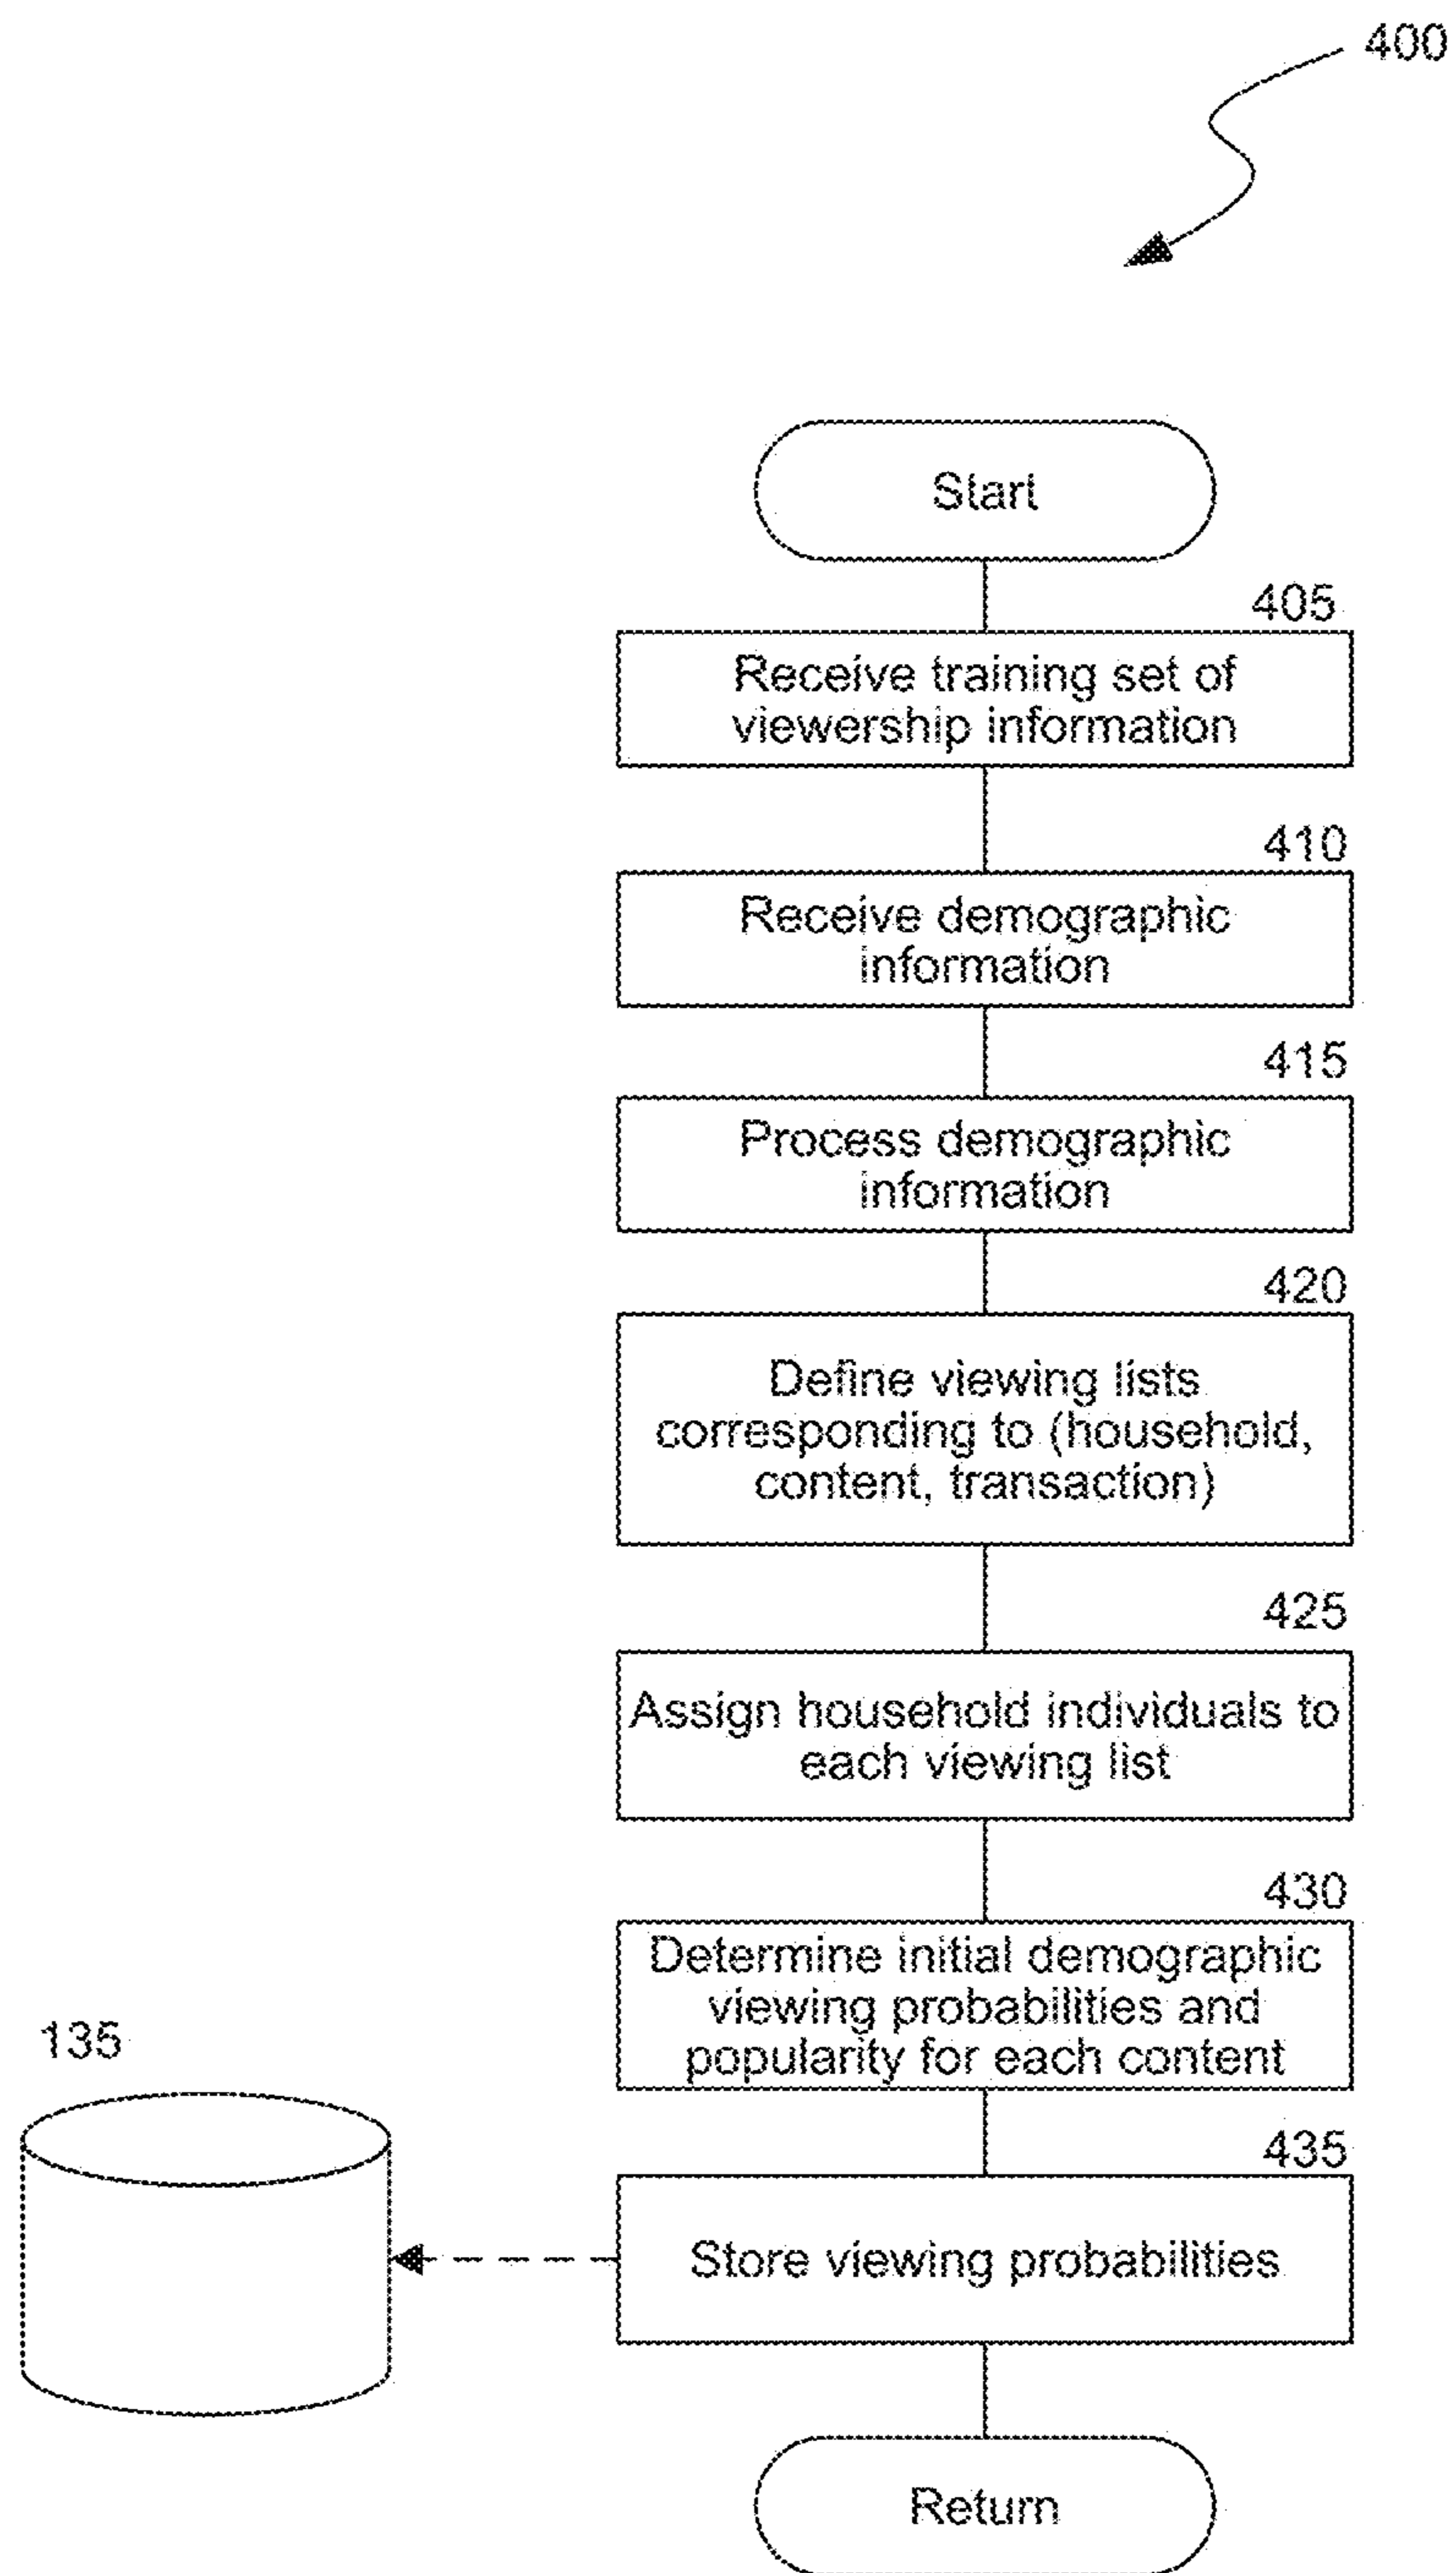 400
Start
405
Receive training set of
viewership information
410
Receive demographic
information
415
Process demographic
information
420
Define viewing lists
corresponding to (household,
content, transaction)
425
Assign household individuals to
each viewing list
430
Determine initial demographic
viewing probabilities and
popularity for each content
135
435
Store viewing probabilities
Return